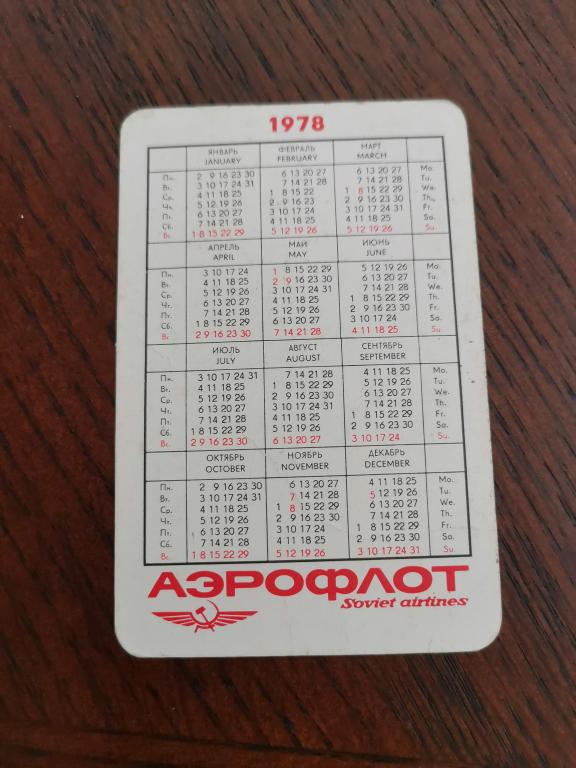 1978
ЯНВАРЬ ФЕВРАЛЬ МАРТ
JANUARY FEBRUARY MARCH
Пн. 2 9 16 23 30 6 13 20 27 6 13 20 27 Mo.
Вт. 3 10 17 24 31 7 14 21 28 7 14 21 28 Tu.
Ср. 4 11 18 25 1 8 15 22 1 8 15 22 29 We.
Чт. 5 12 19 26 2 9 16 23 2 9 16 23 30 Th.
Пт. 6 13 20 27 3 10 17 24 3 10 17 24 31 Fr.
Сб. 7 14 21 28 4 11 18 25 4 11 18 25 Sa.
Вс. 1 8 15 22 29 5 12 19 26 5 12 19 26 Su.
АПРЕЛЬ МАЙ ИЮНЬ
APRIL MAY JUNE
Пн. 3 10 17 24 1 8 15 22 29 5 12 19 26 Mo.
Вт. 4 11 18 25 2 9 16 23 30 6 13 20 27 Tu.
Ср. 5 12 19 26 3 10 17 24 31 7 14 21 28 We.
Чт. 6 13 20 27 4 11 18 25 1 8 15 22 29 Th.
Пт. 7 14 21 28 5 12 19 26 2 9 16 23 30 Fr.
Сб. 1 8 15 22 29 6 13 20 27 3 10 17 24 Sa.
Вс. 2 9 16 23 30 7 14 21 28 4 11 18 25 Su.
ИЮЛЬ АВГУСТ СЕНТЯБРЬ
JULY AUGUST SEPTEMBER
Пн. 3 10 17 24 31 7 14 21 28 4 11 18 25 Mo.
Вт. 4 11 18 25 1 8 15 22 29 5 12 19 26 Tu.
Ср. 5 12 19 26 2 9 16 23 30 6 13 20 27 We.
Чт. 6 13 20 27 3 10 17 24 31 7 14 21 28 Th.
Пт. 7 14 21 28 4 11 18 25 1 8 15 22 29 Fr.
Сб. 1 8 15 22 29 5 12 19 26 2 9 16 23 30 Sa.
Вс. 2 9 16 23 30 6 13 20 27 3 10 17 24 Su.
ОКТЯБРЬ НОЯБРЬ ДЕКАБРЬ
OCTOBER NOVEMBER DECEMBER
Пн. 2 9 16 23 30 6 13 20 27 4 11 18 25 Mo.
Вт. 3 10 17 24 31 7 14 21 28 5 12 19 26 Tu.
Ср. 4 11 18 25 1 8 15 22 29 6 13 20 27 We.
Чт. 5 12 19 26 2 9 16 23 30 7 14 21 28 Th.
Пт. 6 13 20 27 3 10 17 24 1 8 15 22 29 Fr.
Сб. 7 14 21 28 4 11 18 25 2 9 16 23 30 Sa.
Вс. 1 8 15 22 29 5 12 19 26 3 10 17 24 31 Su.
АЭРОФЛОТ
Soviet airlines